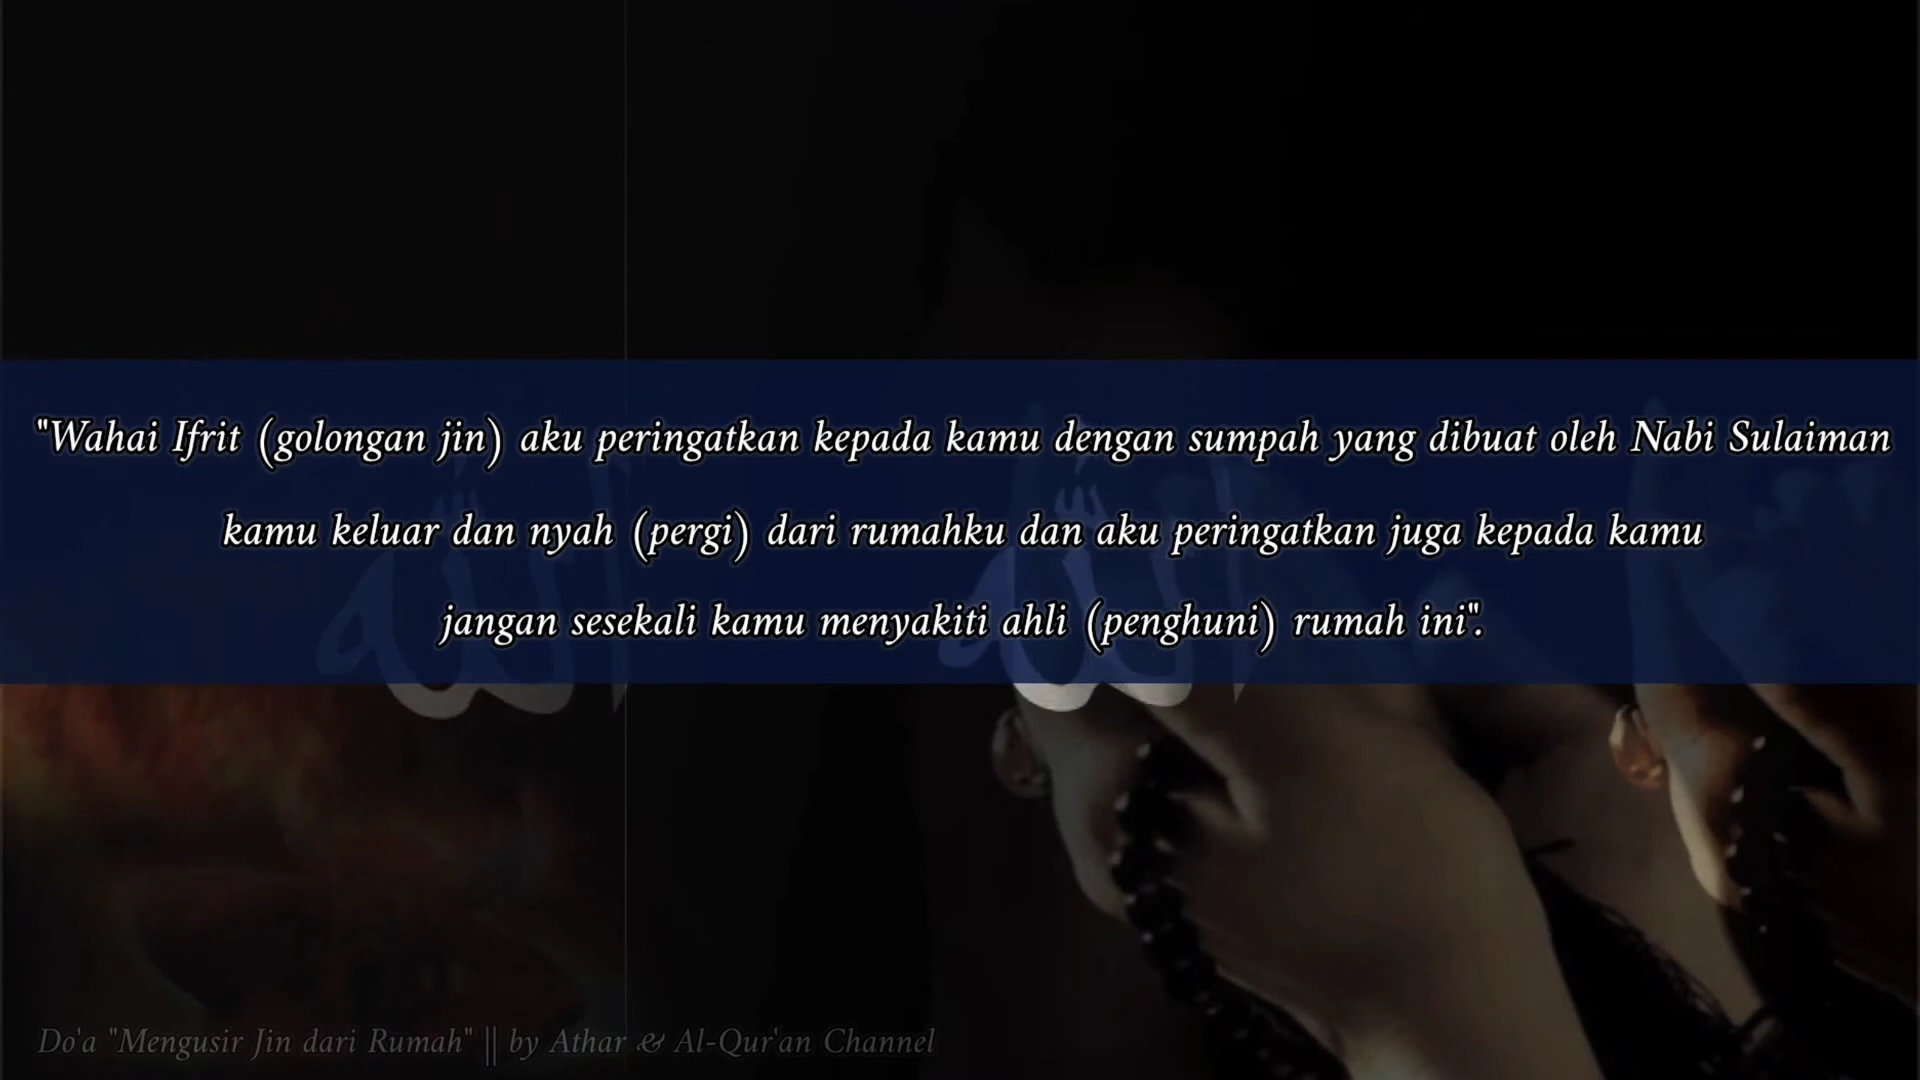 "Wahai Ifrit (golongan jin) aku peringatkan kepada kamu dengan sumpah yang dibuat oleh Nabi Sulaiman
kamu keluar dan nyah (pergi) dari rumahku dan aku peringatkan juga kepada kamu
jangan sesekali kamu menyakiti ahli (penghuni) rumah ini".
الله
الله
Do'a "Mengusir Jin dari Rumah" || by Athar & Al-Qur'an Channel